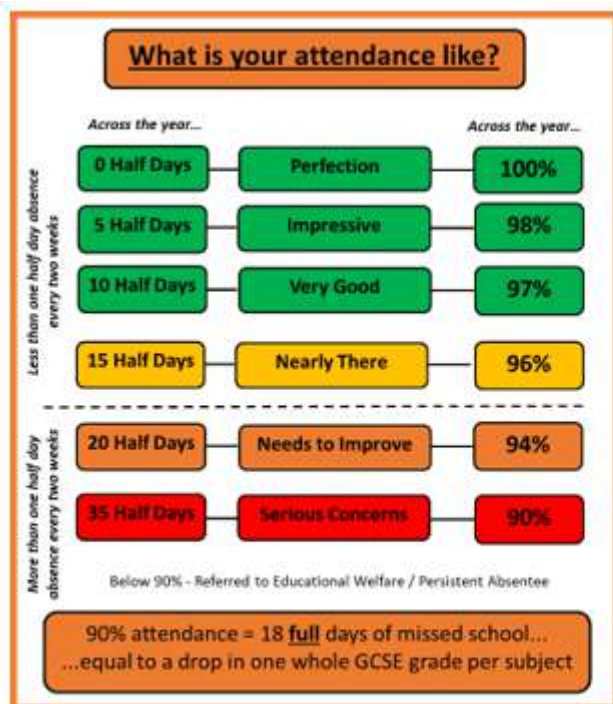 What is your attendance like?
Across the year...
Across the year...
0 Half Days
Perfection
100%
5 Half Days
Impressive
98%
10 Half Days
Very Good
97%
15 Half Days
Nearly There
96%
Less than one half day absence
every two weeks
20 Half Days
Needs to Improve
94%
35 Half Days
Serious Concerns
90%
More than one half day
absence every two weeks
Below 90% - Referred to Educational Welfare / Persistent Absentee
90% attendance = 18 full days of missed school...
...equal to a drop in one whole GCSE grade per subject